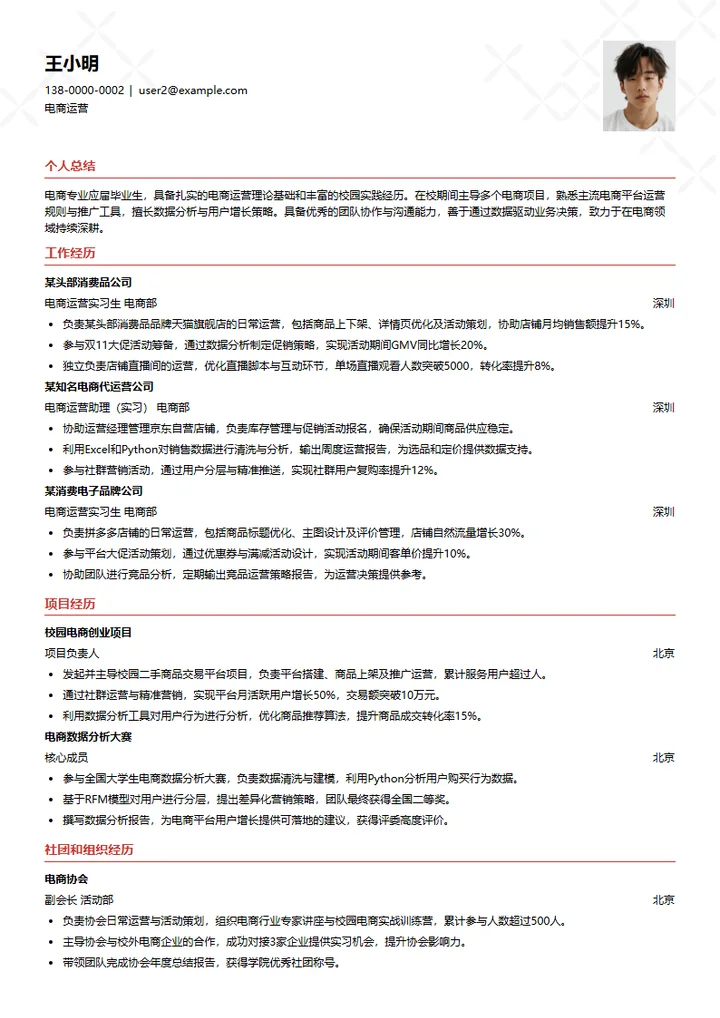 王小明
138-0000-0002 | user2@example.com
电商运营
个人总结
电商专业应届毕业生，具备扎实的电商运营理论基础和丰富的校园实践经历。在校期间主导多个电商项目，熟悉主流电商平台运营
规则与推广工具，擅长数据分析与用户增长策略。具备优秀的团队协作与沟通能力，善于通过数据驱动业务决策，致力于在电商领
域持续深耕。
工作经历
某头部消费品公司
电商运营实习生 电商部 深圳
• 负责某头部消费品品牌天猫旗舰店的日常运营，包括商品上下架、详情页优化及活动策划，协助店铺月均销售额提升15%。
• 参与双11大促活动筹备，通过数据分析制定促销策略，实现活动期间GMV同比增长20%。
• 独立负责店铺直播间的运营，优化直播脚本与互动环节，单场直播观看人数突破5000，转化率提升8%。
某知名电商代运营公司
电商运营助理（实习） 电商部 深圳
• 协助运营经理管理京东自营店铺，负责库存管理与促销活动报名，确保活动期间商品供应稳定。
• 利用Excel和Python对销售数据进行清洗与分析，输出周度运营报告，为选品和定价提供数据支持。
• 参与社群营销活动，通过用户分层与精准推送，实现社群用户复购率提升12%。
某消费电子品牌公司
电商运营实习生 电商部 深圳
• 负责拼多多店铺的日常运营，包括商品标题优化、主图设计及评价管理，店铺自然流量增长30%。
• 参与平台大促活动策划，通过优惠券与满减活动设计，实现活动期间客单价提升10%。
• 协助团队进行竞品分析，定期输出竞品运营策略报告，为运营决策提供参考。
项目经历
校园电商创业项目
项目负责人 北京
• 发起并主导校园二手商品交易平台项目，负责平台搭建、商品上架及推广运营，累计服务用户超过人。
• 通过社群运营与精准营销，实现平台月活跃用户增长50%，交易额突破10万元。
• 利用数据分析工具对用户行为进行分析，优化商品推荐算法，提升商品成交转化率15%。
电商数据分析大赛
核心成员 北京
• 参与全国大学生电商数据分析大赛，负责数据清洗与建模，利用Python分析用户购买行为数据。
• 基于RFM模型对用户进行分层，提出差异化营销策略，团队最终获得全国二等奖。
• 撰写数据分析报告，为电商平台用户增长提供可落地的建议，获得评委高度评价。
社团和组织经历
电商协会
副会长 活动部 北京
• 负责协会日常运营与活动策划，组织电商行业专家讲座与校园电商实战训练营，累计参与人数超过500人。
• 主导协会与校外电商企业的合作，成功对接3家企业提供实习机会，提升协会影响力。
• 带领团队完成协会年度总结报告，获得学院优秀社团称号。